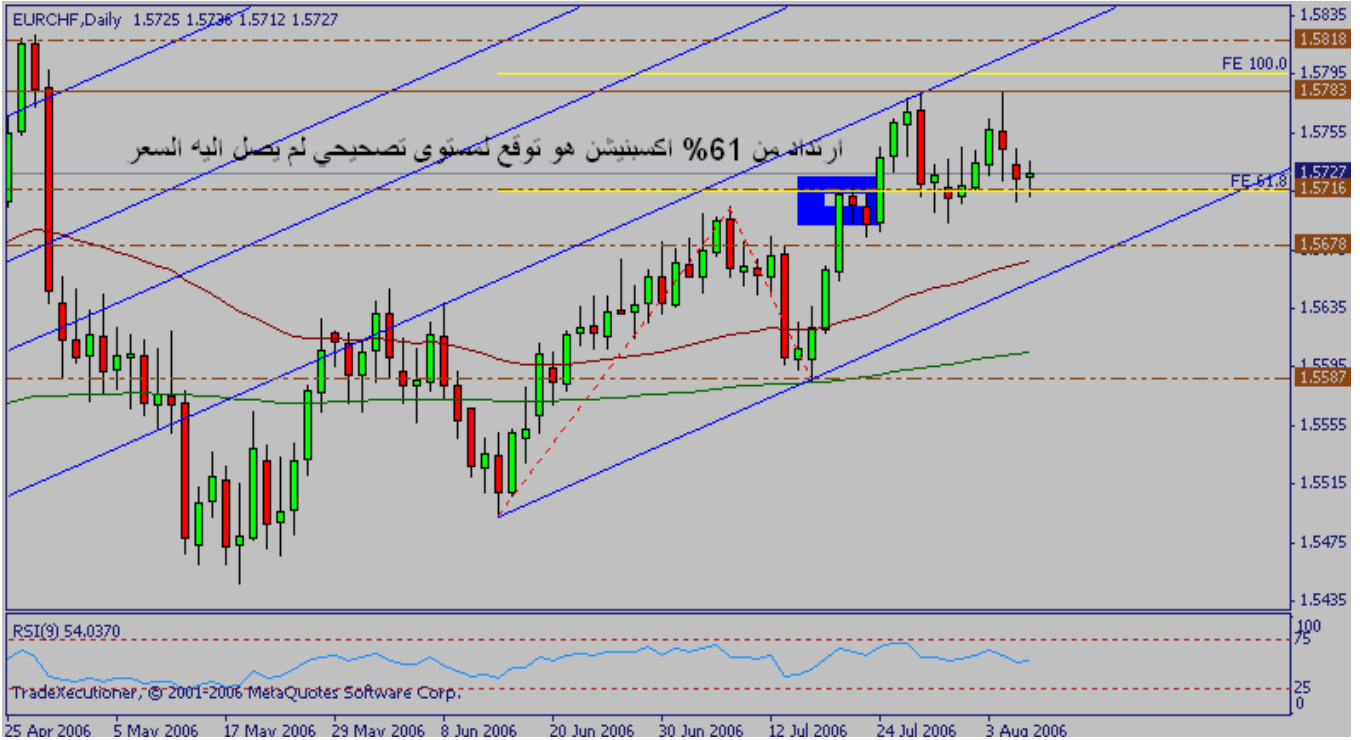 EURCHF,Daily 1.5725 1.5736 1.5712 1.5727
1.5835
1.5818
FE 100.0
1.5795
1.5783
1.5755
ارتداد من 61% اكسبنيشن هو توقع لمستوى تصحيحي لم يصل اليه السعر
1.5727
FE 61.8
1.5716
1.5678
1.5635
1.5595
1.5587
1.5555
1.5515
1.5475
1.5435
RSI(9) 54.0370
100
75
TradeXecutioner, © 2001-2006 MetaQuotes Software Corp.
25
0
25 Apr 2006 5 May 2006 17 May 2006 29 May 2006 8 Jun 2006 20 Jun 2006 30 Jun 2006 12 Jul 2006 24 Jul 2006 3 Aug 2006